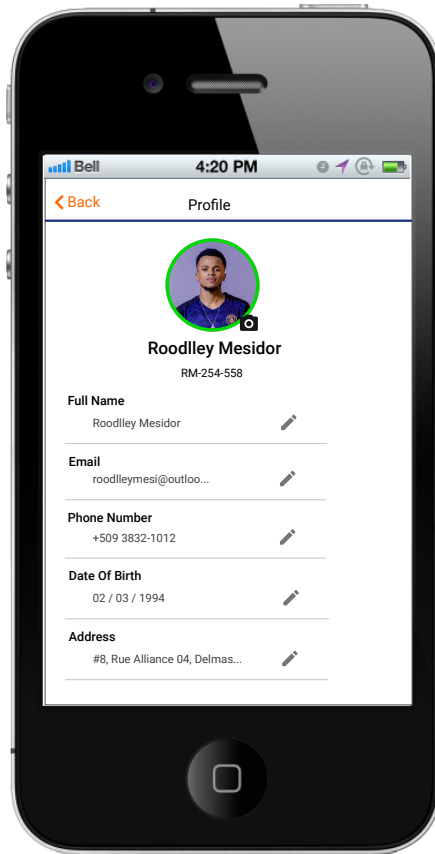 Bell 4:20 PM
Back Profile
Roodlley Mesidor
RM-254-558
Full Name
Roodlley Mesidor
Email
roodlleymesi@outloo...
Phone Number
+509 3832-1012
Date Of Birth
02 / 03 / 1994
Address
#8, Rue Alliance 04, Delmas...